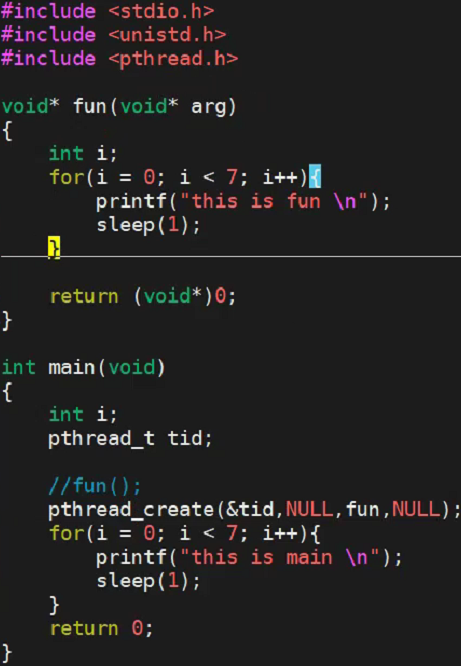 #include <stdio.h>
#include <unistd.h>
#include <pthread.h>

void* fun(void* arg)
{
    int i;
    for(i = 0; i < 7; i++){
        printf("this is fun \n");
        sleep(1);
    }

    return (void*)0;
}

int main(void)
{
    int i;
    pthread_t tid;

    //fun();
    pthread_create(&tid,NULL,fun,NULL);
    for(i = 0; i < 7; i++){
        printf("this is main \n");
        sleep(1);
    }
    return 0;
}